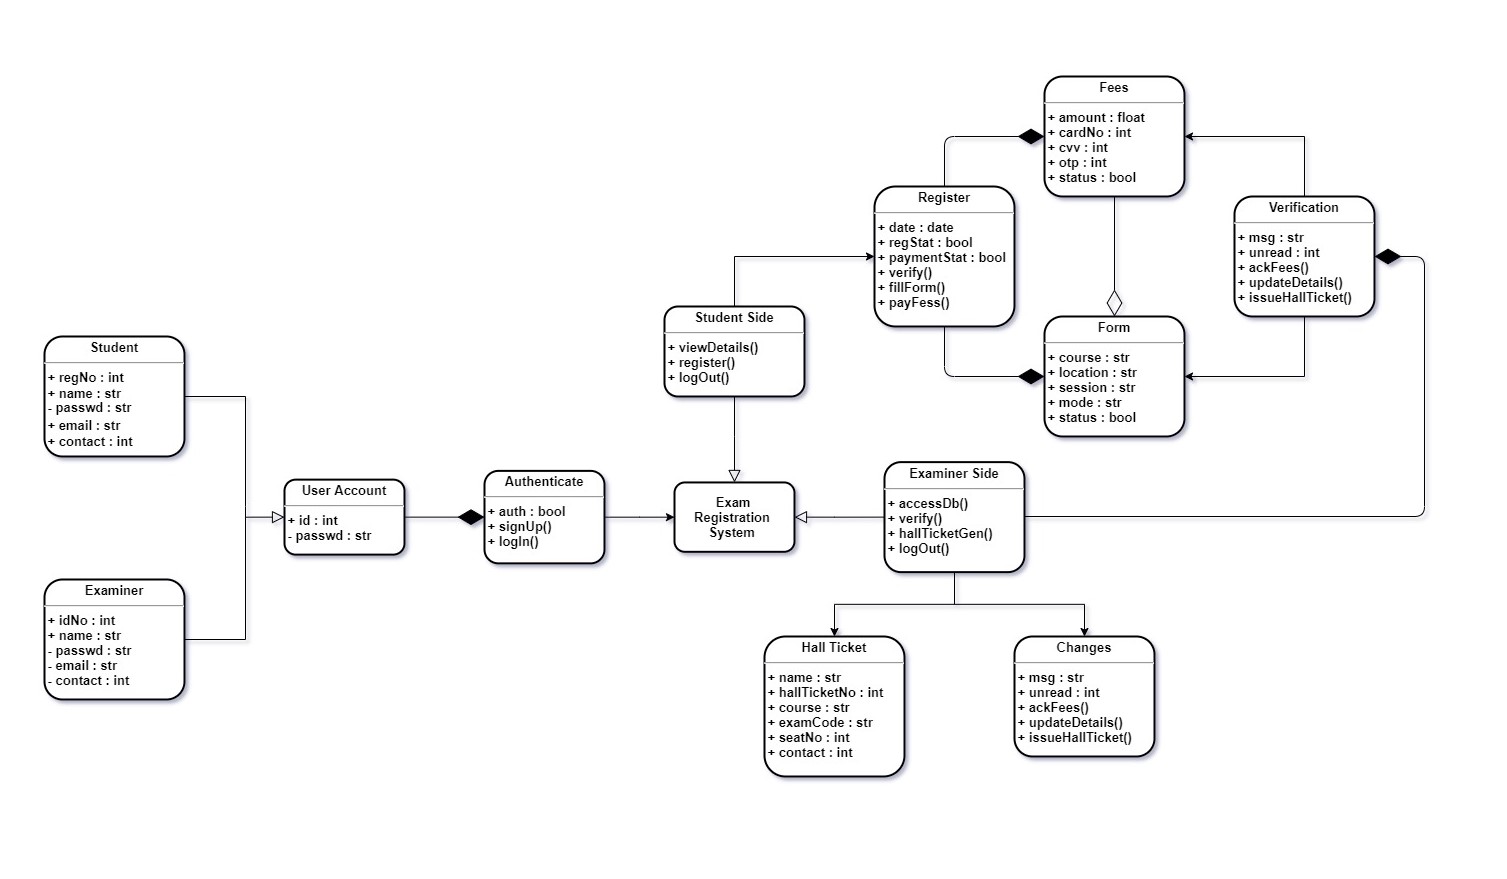 Fees
+ amount : float
+ cardNo : int
+ cvv : int
+ otp : int
+ status : bool
Register
+ date : date
+ regStat : bool
+ paymentStat : bool
+ verify()
+ fillForm()
+ payFess()
Verification
+ msg : str
+ unread : int
+ ackFees()
+ updateDetails()
+ issueHallTicket()
Student Side
+ viewDetails()
+ register()
+ logOut()
Form
+ course : str
+ location : str
+ session : str
+ mode : str
+ status : bool
Student
+ regNo : int
+ name : str
- passwd : str
+ email : str
+ contact : int
User Account
+ id : int
- passwd : str
Authenticate
+ auth : bool
+ signUp()
+ logIn()
Exam
Registration
System
Examiner Side
+ accessDb()
+ verify()
+ hallTicketGen()
+ logOut()
Examiner
+ idNo : int
+ name : str
- passwd : str
- email : str
- contact : int
Hall Ticket
+ name : str
+ hallTicketNo : int
+ course : str
+ examCode : str
+ seatNo : int
+ contact : int
Changes
+ msg : str
+ unread : int
+ ackFees()
+ updateDetails()
+ issueHallTicket()